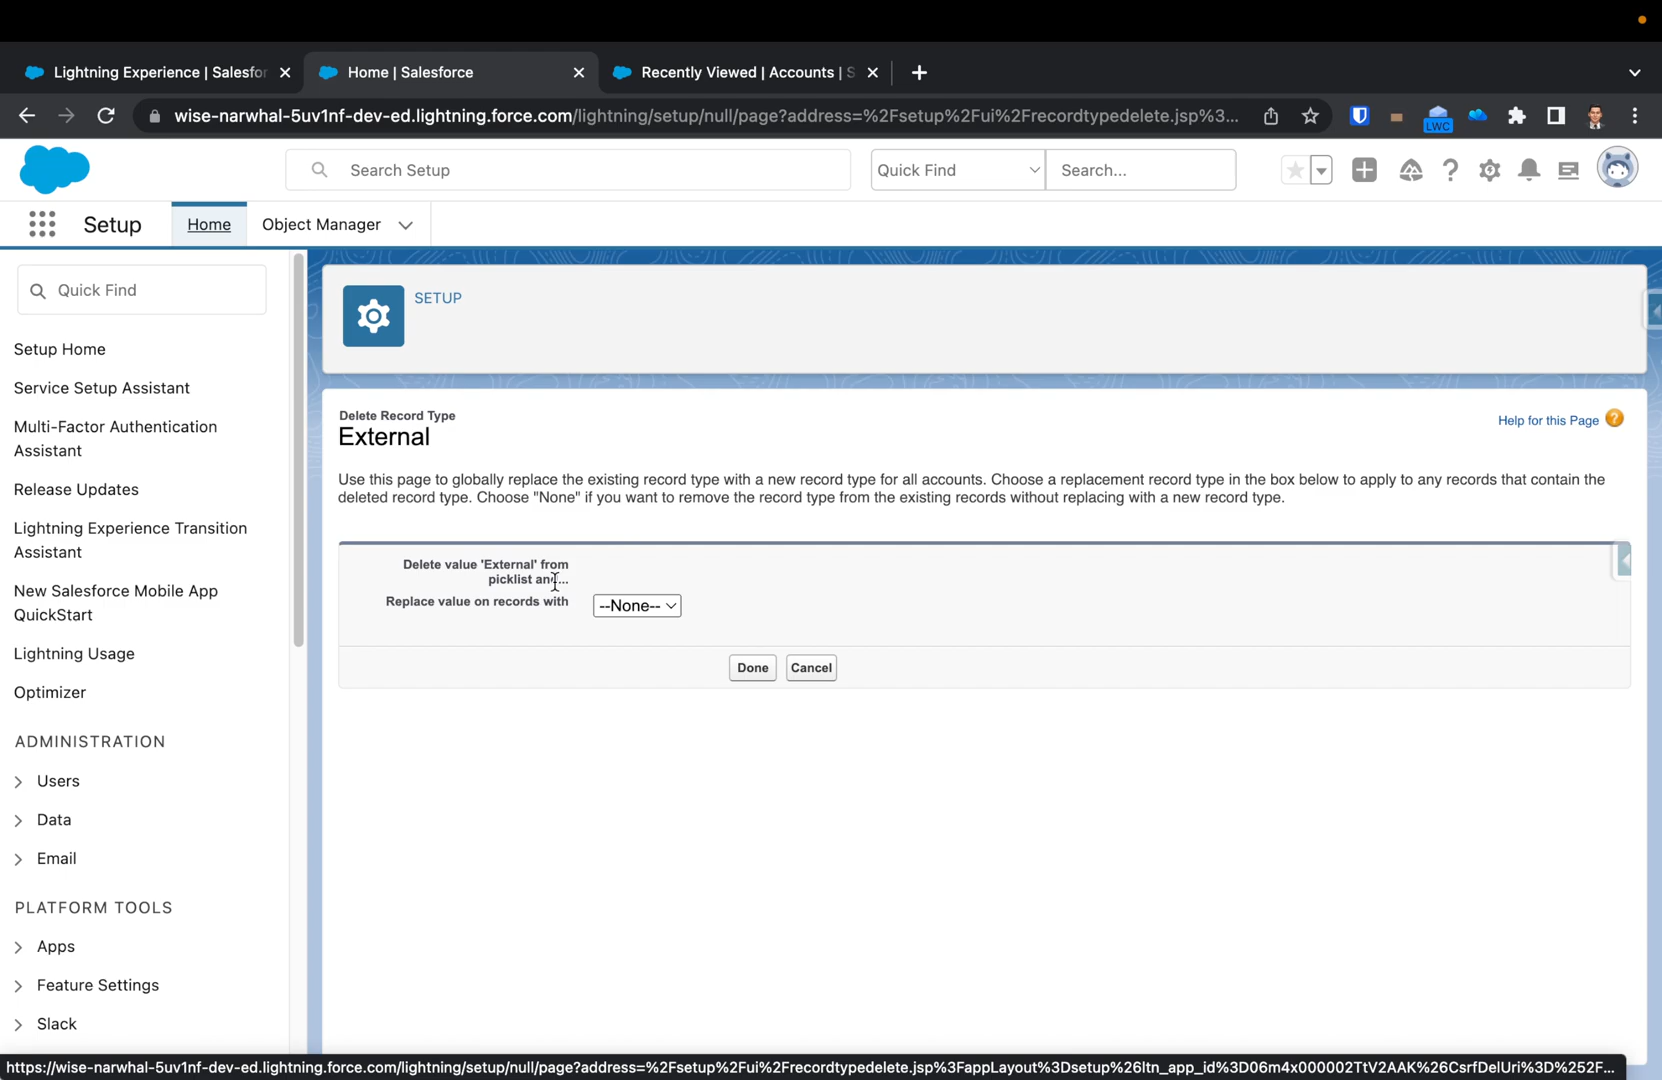 Lightning Experience | Salesfor
Home | Salesforce
Recently Viewed | Accounts | S
wise-narwhal-5uv1nf-dev-ed.lightning.force.com/lightning/setup/null/page?address=%2Fsetup%2Fui%2Frecordtypedelete.jsp%3...
LWC
Search Setup
Quick Find
Search...
Setup
Home
Object Manager
Quick Find
Setup Home
Service Setup Assistant
Multi-Factor Authentication
Assistant
Release Updates
Lightning Experience Transition
Assistant
New Salesforce Mobile App
QuickStart
Lightning Usage
Optimizer
ADMINISTRATION
Users
Data
Email
PLATFORM TOOLS
Apps
Feature Settings
Slack
SETUP
Delete Record Type
External
Help for this Page
Use this page to globally replace the existing record type with a new record type for all accounts. Choose a replacement record type in the box below to apply to any records that contain the
deleted record type. Choose "None" if you want to remove the record type from the existing records without replacing with a new record type.
Delete value 'External' from
picklist and...
Replace value on records with
--None--
Done
Cancel
https://wise-narwhal-5uv1nf-dev-ed.lightning.force.com/lightning/setup/null/page?address=%2Fsetup%2Fui%2Frecordtypedelete.jsp%3FappLayout%3Dsetup%26ltn_app_id%3D06m4x000002TtV2AAK%26CsrfDelUri%3D%252F...